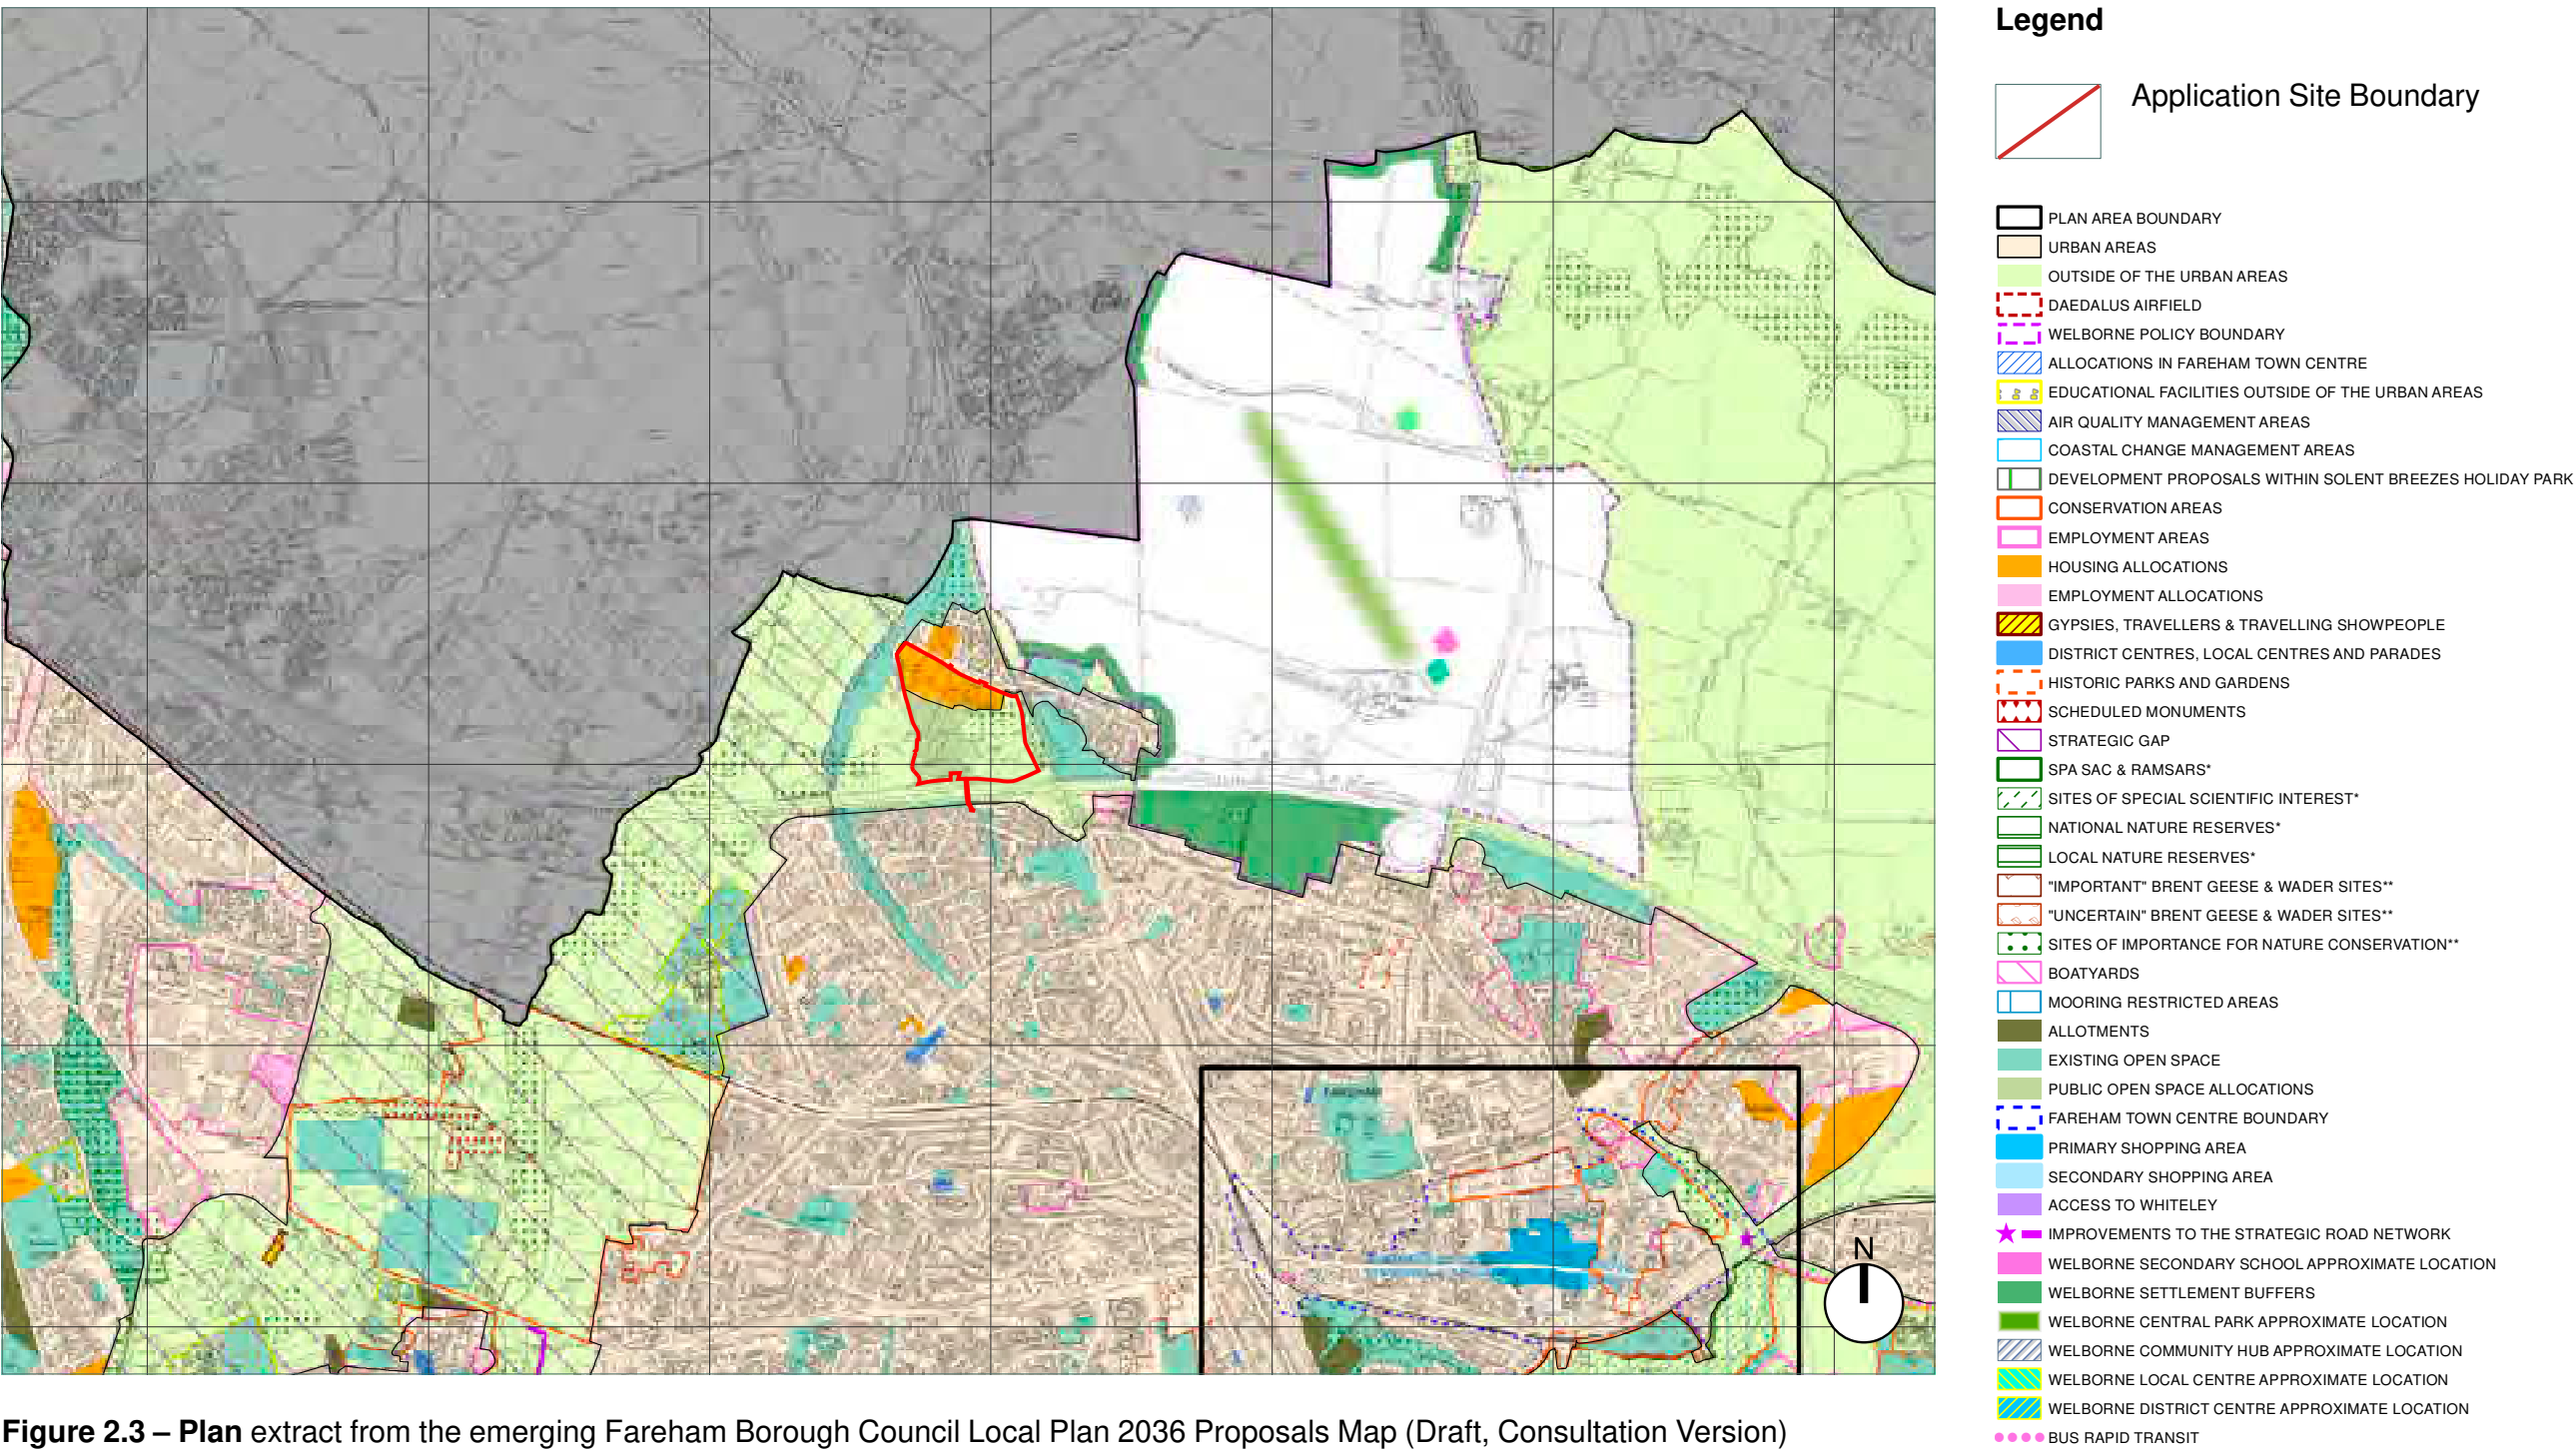 Legend
Application Site Boundary
PLAN AREA BOUNDARY
URBAN AREAS
OUTSIDE OF THE URBAN AREAS
DAEDALUS AIRFIELD
WELBORNE POLICY BOUNDARY
ALLOCATIONS IN FAREHAM TOWN CENTRE
EDUCATIONAL FACILITIES OUTSIDE OF THE URBAN AREAS
AIR QUALITY MANAGEMENT AREAS
COASTAL CHANGE MANAGEMENT AREAS
DEVELOPMENT PROPOSALS WITHIN SOLENT BREEZES HOLIDAY PARK
CONSERVATION AREAS
EMPLOYMENT AREAS
HOUSING ALLOCATIONS
EMPLOYMENT ALLOCATIONS
GYPSIES, TRAVELLERS & TRAVELLING SHOWPEOPLE
DISTRICT CENTRES, LOCAL CENTRES AND PARADES
HISTORIC PARKS AND GARDENS
SCHEDULED MONUMENTS
STRATEGIC GAP
SPA SAC & RAMSARS*
SITES OF SPECIAL SCIENTIFIC INTEREST*
NATIONAL NATURE RESERVES*
LOCAL NATURE RESERVES*
"IMPORTANT" BRENT GEESE & WADER SITES**
"UNCERTAIN" BRENT GEESE & WADER SITES**
SITES OF IMPORTANCE FOR NATURE CONSERVATION**
BOATYARDS
MOORING RESTRICTED AREAS
ALLOTMENTS
EXISTING OPEN SPACE
PUBLIC OPEN SPACE ALLOCATIONS
FAREHAM TOWN CENTRE BOUNDARY
PRIMARY SHOPPING AREA
SECONDARY SHOPPING AREA
ACCESS TO WHITELEY
IMPROVEMENTS TO THE STRATEGIC ROAD NETWORK
WELBORNE SECONDARY SCHOOL APPROXIMATE LOCATION
WELBORNE SETTLEMENT BUFFERS
WELBORNE CENTRAL PARK APPROXIMATE LOCATION
WELBORNE COMMUNITY HUB APPROXIMATE LOCATION
WELBORNE LOCAL CENTRE APPROXIMATE LOCATION
WELBORNE DISTRICT CENTRE APPROXIMATE LOCATION
BUS RAPID TRANSIT
N
Figure 2.3 – Plan extract from the emerging Fareham Borough Council Local Plan 2036 Proposals Map (Draft, Consultation Version)